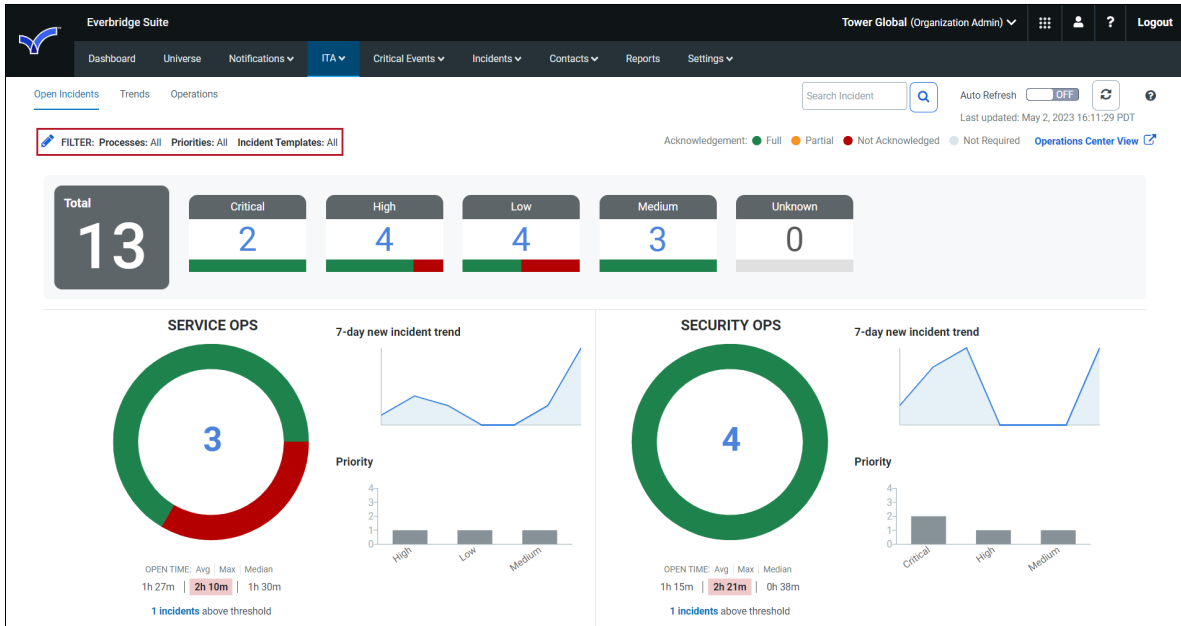 Everbridge Suite
Tower Global (Organization Admin)
?
Logout
Dashboard Universe Notifications ITA Critical Events Incidents Contacts Reports Settings
Open Incidents Trends Operations
Search Incident
Auto Refresh OFF
?
Last updated: May 2, 2023 16:11:29 PDT
FILTER: Processes: All Priorities: All Incident Templates: All
Acknowledgement: Full Partial Not Acknowledged Not Required Operations Center View
Total
13
Critical
2
High
4
Low
4
Medium
3
Unknown
0
SERVICE OPS
3
OPEN TIME: Avg | Max | Median
1h 27m | 2h 10m | 1h 30m
1 incidents above threshold
7-day new incident trend
Priority
4
3
2
1
0
High Low Medium
SECURITY OPS
4
OPEN TIME: Avg | Max | Median
1h 15m | 2h 21m | 0h 38m
1 incidents above threshold
7-day new incident trend
Priority
4
3
2
1
0
Critical High Medium